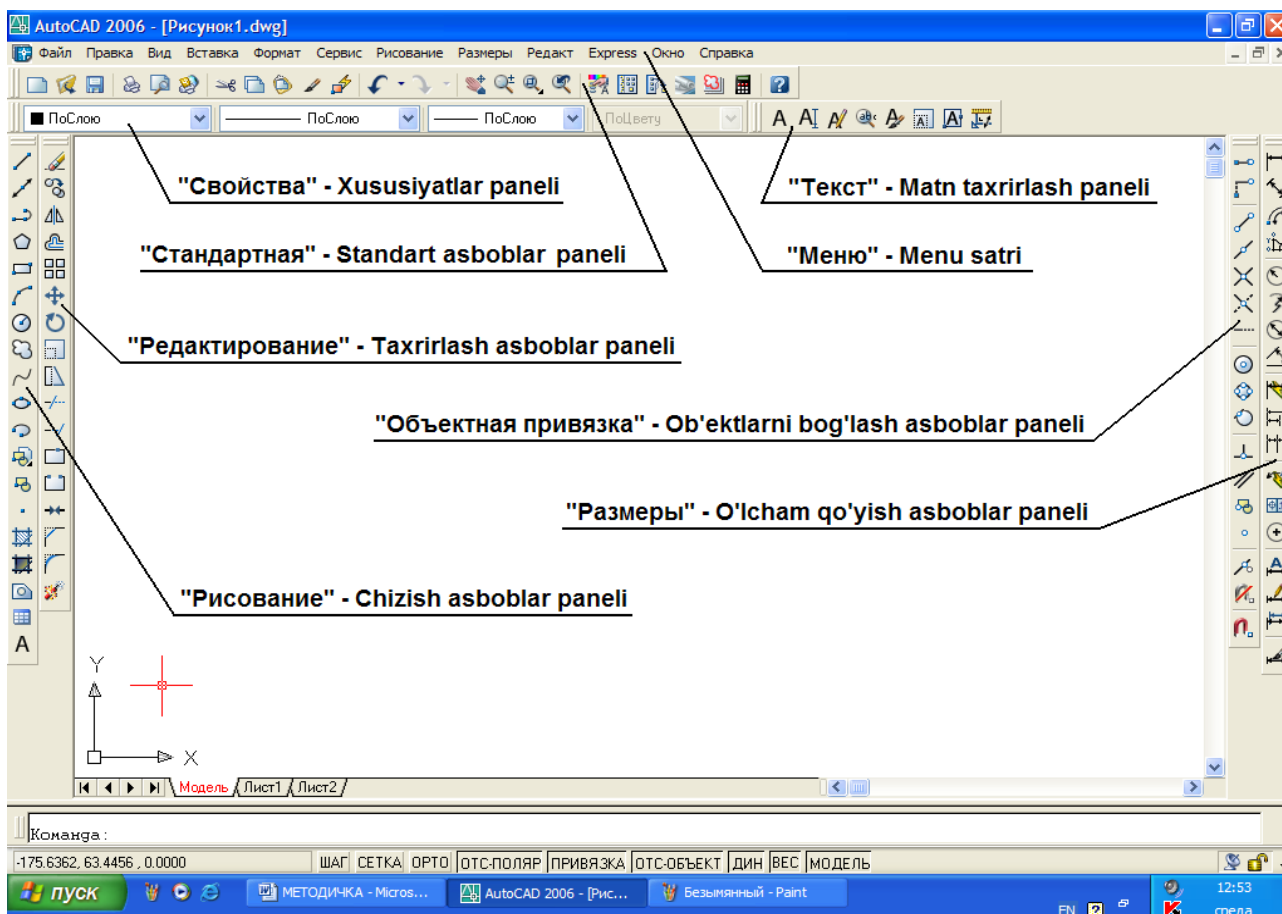 AutoCAD 2006 - [Рисунок1.dwg]
Файл Правка Вид Вставка Формат Сервис Рисование Размеры Редакт Express Окно Справка
ПоСлою ПоСлою ПоСлою ПоЦвету
"Свойства" - Xususiyatlar paneli
"Текст" - Matn taxrirlash paneli
"Стандартная" - Standart asboblar paneli
"Меню" - Menu satri
"Редактирование" - Taxrirlash asboblar paneli
"Объектная привязка" - Ob'ektlarni bog'lash asboblar paneli
"Размеры" - O'lcham qo'yish asboblar paneli
"Рисование" - Chizish asboblar paneli
Y
X
Модель Лист1 Лист2
Команда:
-175.6362, 63.4456 , 0.0000 ШАГ СЕТКА ОРТО ОТС-ПОЛЯР ПРИВЯЗКА ОТС-ОБЪЕКТ ДИН ВЕС МОДЕЛЬ
пуск МЕТОДИЧКА - Micros... AutoCAD 2006 - [Рис... Безымянный - Paint EN 12:53
среда